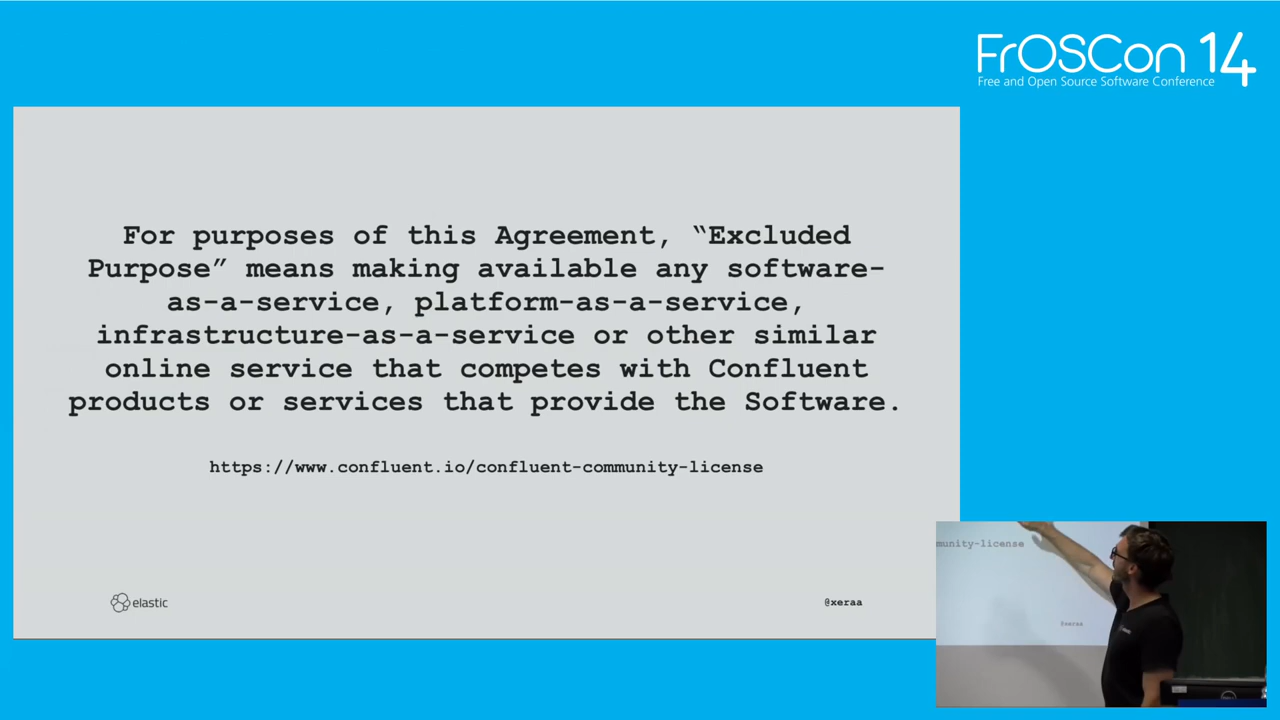 FrOSCon 14
Free and Open Source Software Conference
For purposes of this Agreement, “Excluded
Purpose” means making available any software-
as-a-service, platform-as-a-service,
infrastructure-as-a-service or other similar
online service that competes with Confluent
products or services that provide the Software.
https://www.confluent.io/confluent-community-license
elastic
@xeraa
munity-license
@xeraa